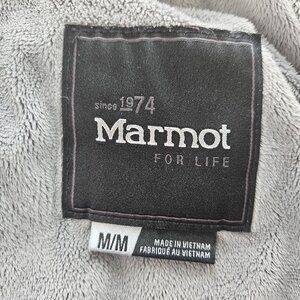 since 1974
Marmot
FOR LIFE
M/M
MADE IN VIETNAM
FABRIQUÉ AU VIETNAM